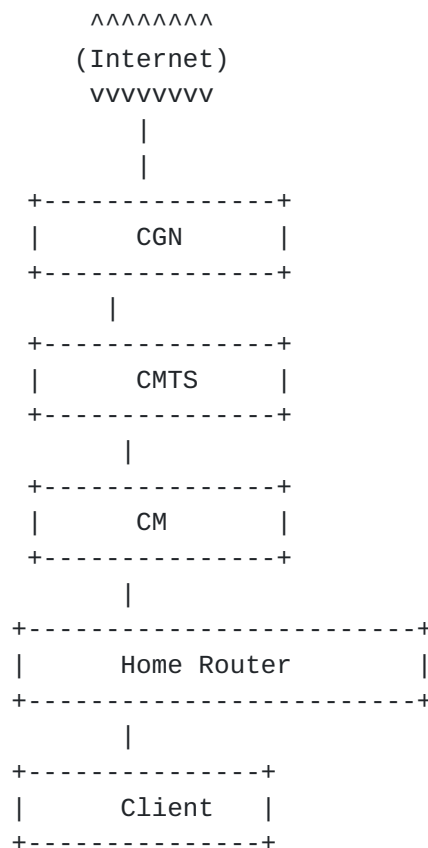 ^^^^^^^^
(Internet)
vvvvvvvv
|
|
+---------------+
|      CGN      |
+---------------+
|
+---------------+
|      CMTS     |
+---------------+
|
+---------------+
|      CM       |
+---------------+
|
+-------------------------+
|      Home Router        |
+-------------------------+
|
+---------------+
|      Client   |
+---------------+